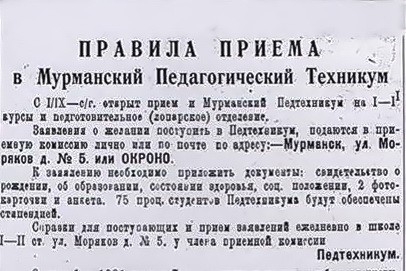 ПРАВИЛА ПРИЕМА
в Мурманский Педагогический Техникум
С I/IX—с/г. открыт прием и Мурманский Педтехникум на I—II
курсы и подготовительное (лопарское) отделение.
Заявления о желании поступить в Педтехникум, подаются в при-
емную комиссию лично или по почте по адресу:—Мурманск, ул. Мо-
ряков д. № 5. или ОКРОНО.
К заявлению необходимо приложить документы: свидетельство о
рождении, об образовании, состоянии здоровья, соц. положении, 2 фото-
карточки и анкета. 75 проц. студентов Педтехникума будут обеспечены
стипендией.
Справки для поступающих и прием заявлений ежедневно в школе
I—II ст. ул. Моряков д. № 5. у члена приемной комиссии
Педтехникум.